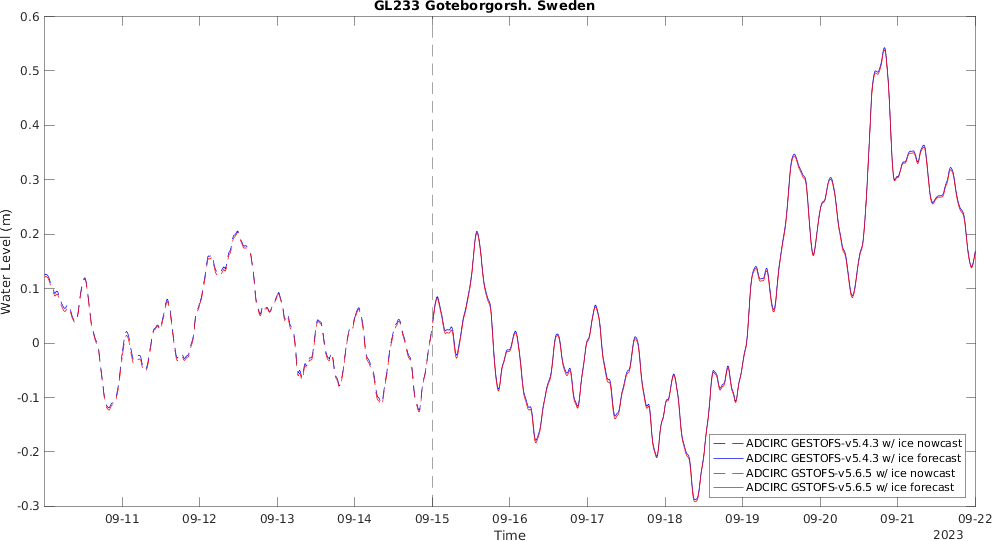 GL233 Goteborgorsh. Sweden
0.6
0.5
0.4
0.3
0.2
0.1
0
-0.1
-0.2
-0.3
Water Level (m)
ADCIRC GESTOFS-v5.4.3 w/ ice nowcast
ADCIRC GESTOFS-v5.4.3 w/ ice forecast
ADCIRC GSTOFS-v5.6.5 w/ ice nowcast
ADCIRC GSTOFS-v5.6.5 w/ ice forecast
09-11 09-12 09-13 09-14 09-15 09-16 09-17 09-18 09-19 09-20 09-21 09-22
Time
2023